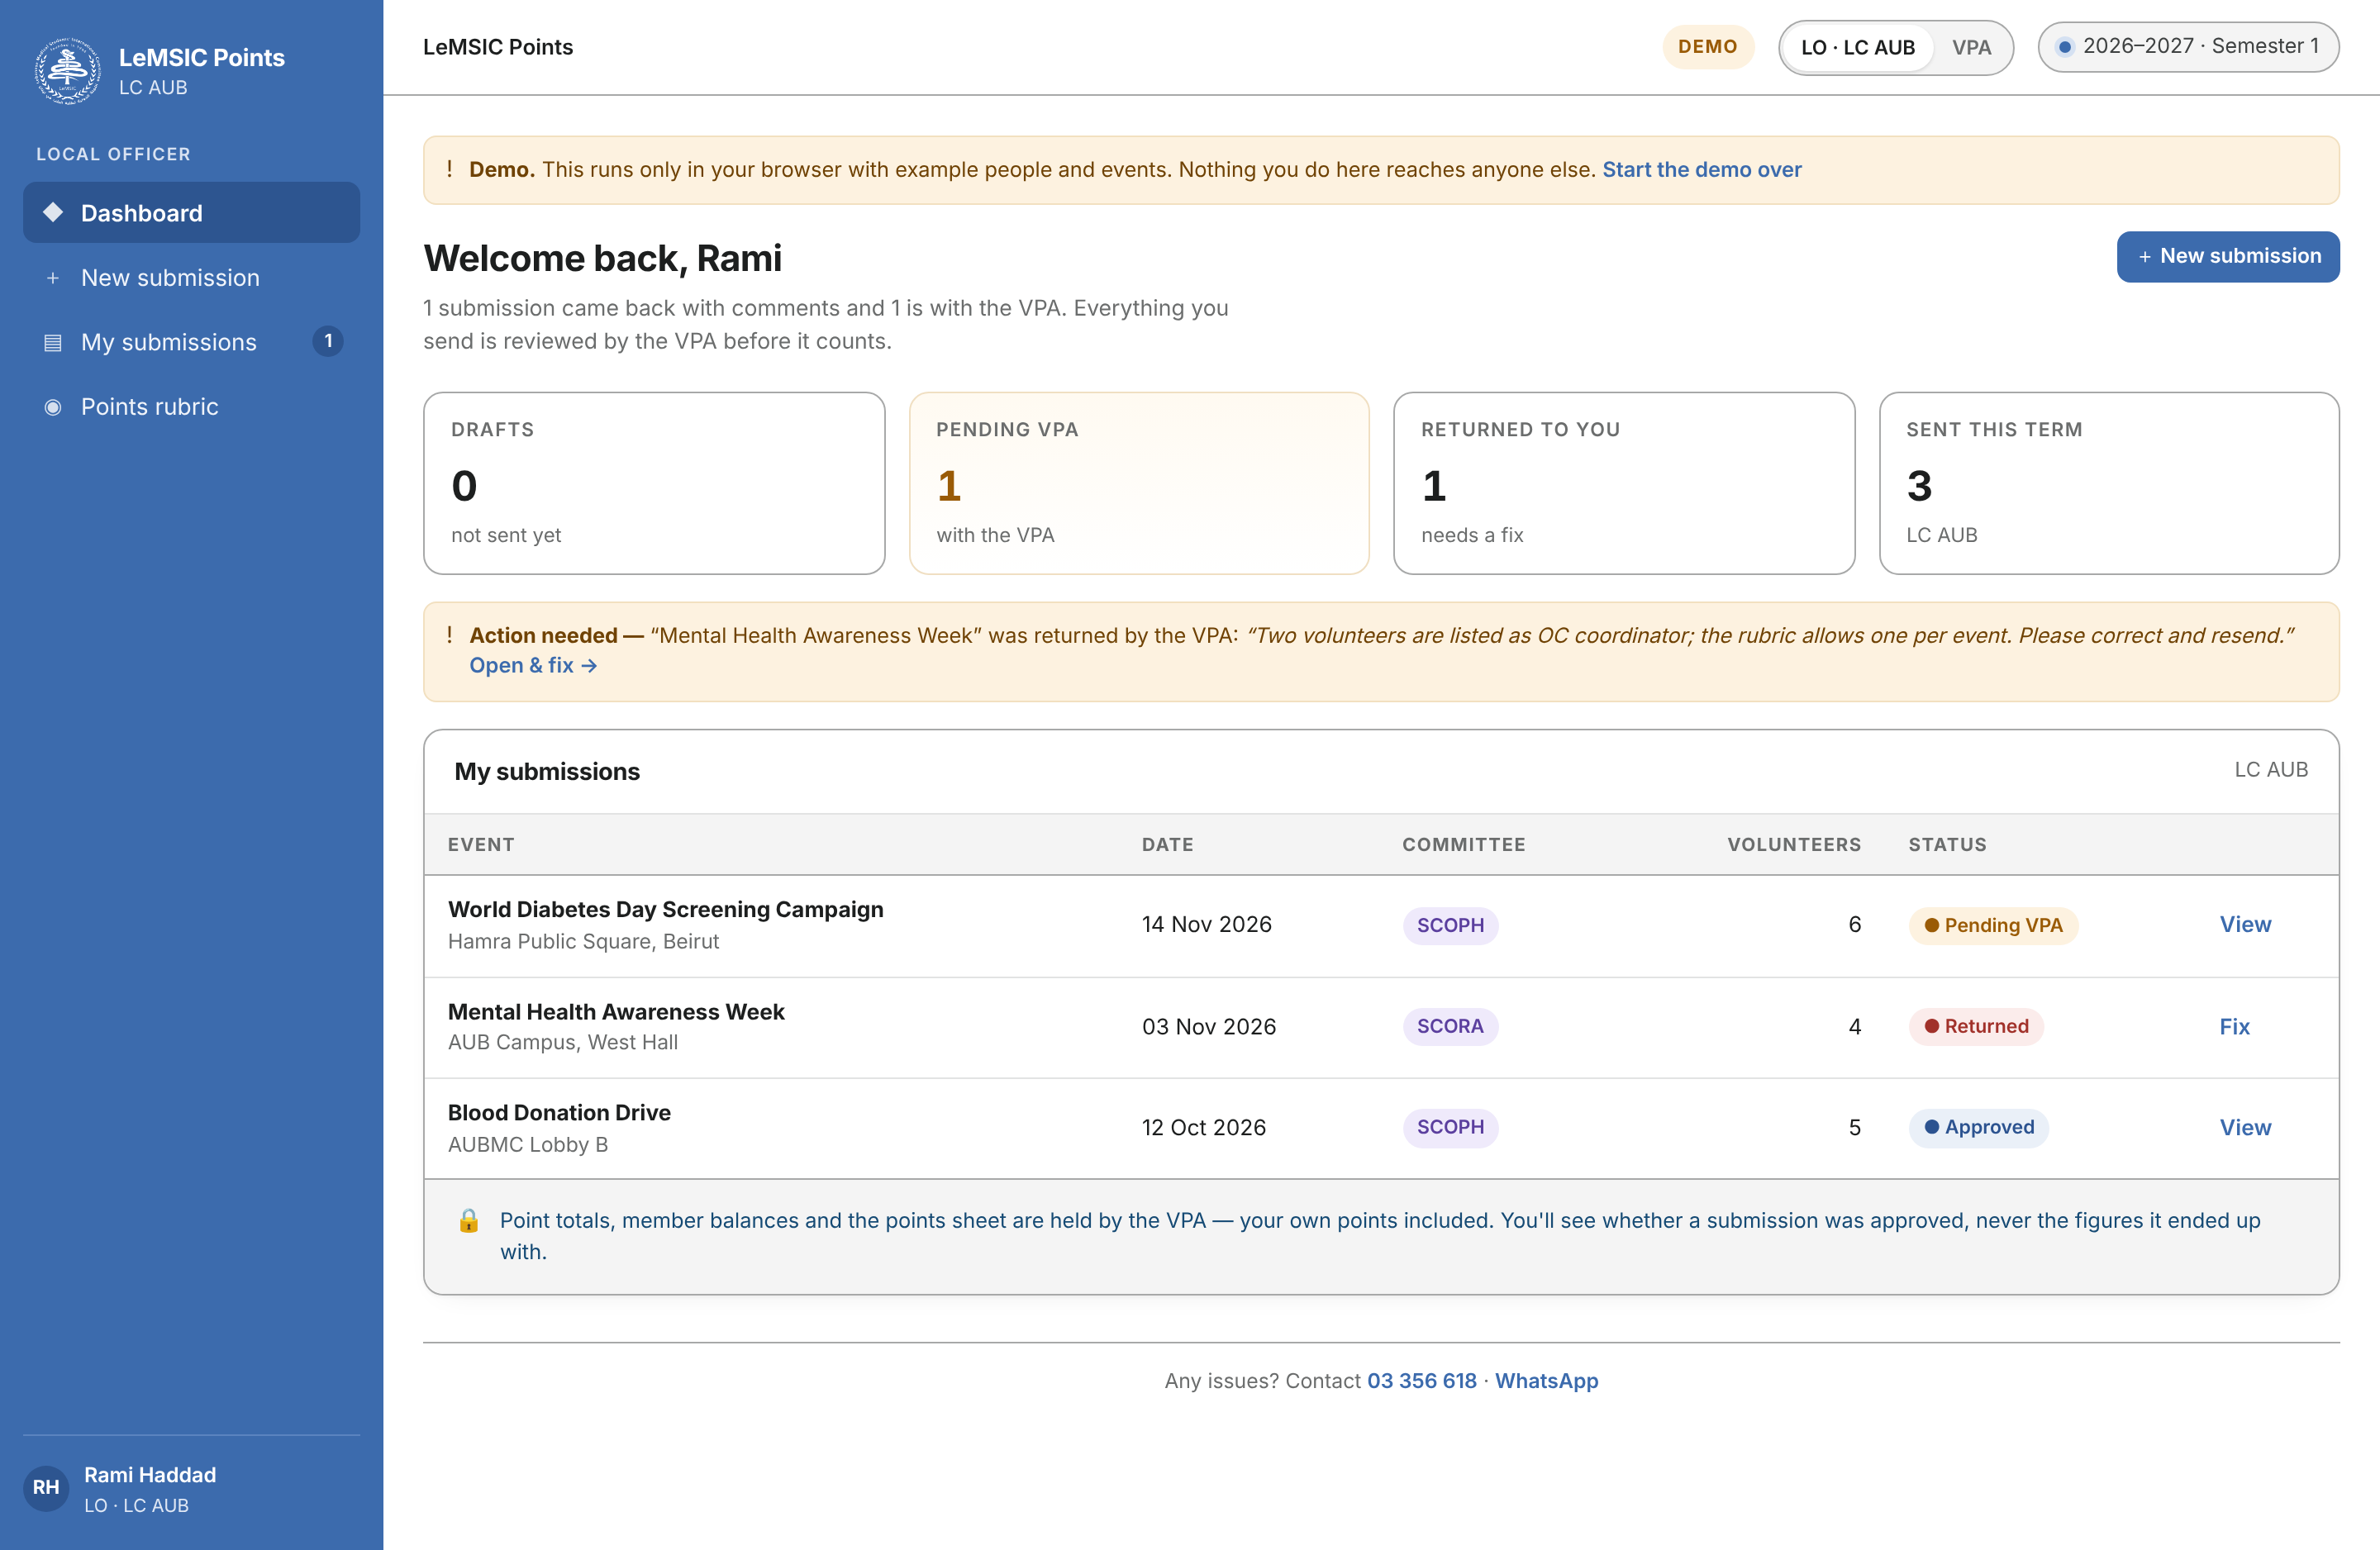 LeMSIC Points
LC AUB
LOCAL OFFICER
Dashboard
New submission
My submissions 1
Points rubric
RH
Rami Haddad
LO · LC AUB
LeMSIC Points
DEMO
LO · LC AUB VPA
2026–2027 · Semester 1
! Demo. This runs only in your browser with example people and events. Nothing you do here reaches anyone else. Start the demo over
Welcome back, Rami
+ New submission
1 submission came back with comments and 1 is with the VPA. Everything you
send is reviewed by the VPA before it counts.
DRAFTS
0
not sent yet
PENDING VPA
1
with the VPA
RETURNED TO YOU
1
needs a fix
SENT THIS TERM
3
LC AUB
! Action needed — “Mental Health Awareness Week” was returned by the VPA: “Two volunteers are listed as OC coordinator; the rubric allows one per event. Please correct and resend.”
Open & fix →
My submissions LC AUB
EVENT DATE COMMITTEE VOLUNTEERS STATUS
World Diabetes Day Screening Campaign
Hamra Public Square, Beirut
14 Nov 2026 SCOPH 6 Pending VPA View
Mental Health Awareness Week
AUB Campus, West Hall
03 Nov 2026 SCORA 4 Returned Fix
Blood Donation Drive
AUBMC Lobby B
12 Oct 2026 SCOPH 5 Approved View
Point totals, member balances and the points sheet are held by the VPA — your own points included. You'll see whether a submission was approved, never the figures it ended up
with.
Any issues? Contact 03 356 618 · WhatsApp